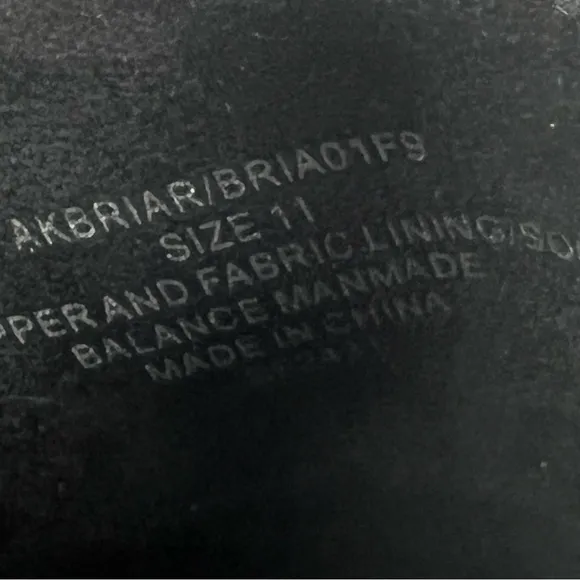 AKBRIAR/BRIA01F9
SIZE 11
PPER AND FABRIC LINING/SO
BALANCE MANMADE
MADE IN CHINA